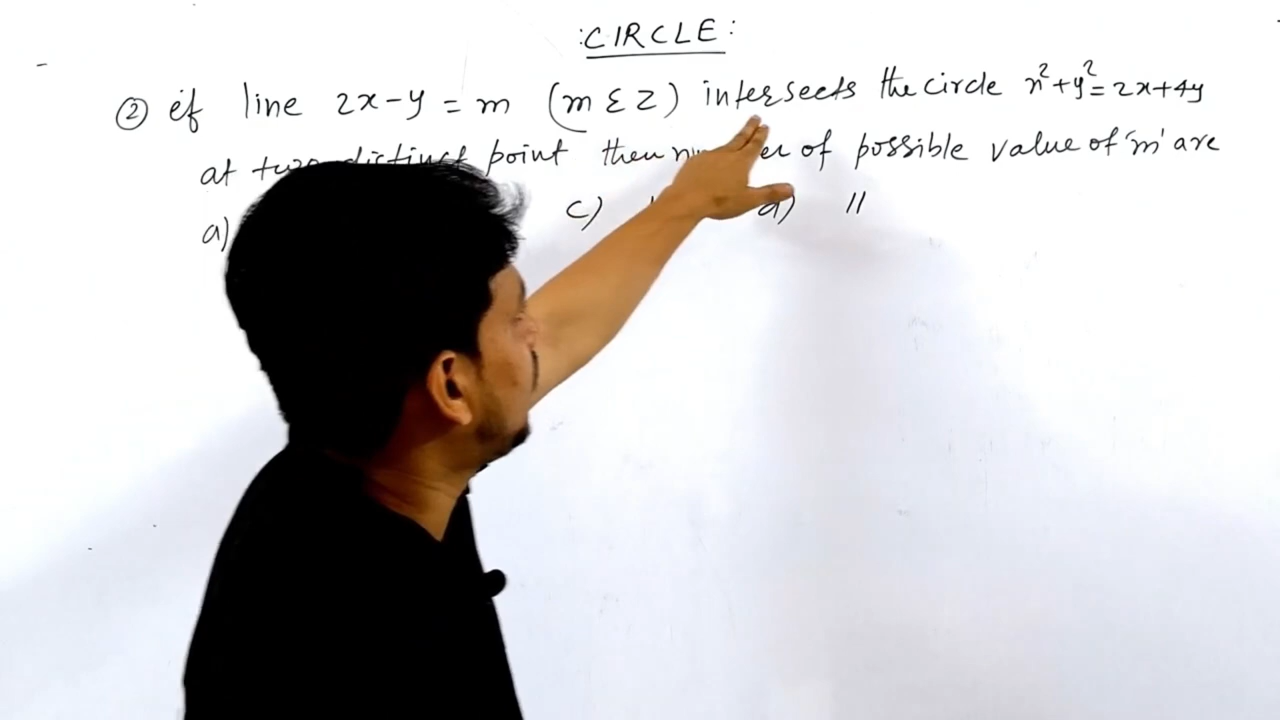 :CIRCLE:
② if line 2x-y = m (m ε Z) intersects the circle x²+y²= 2x+4y
at distinct point then of possible value of 'm' are
a) c) d) 11